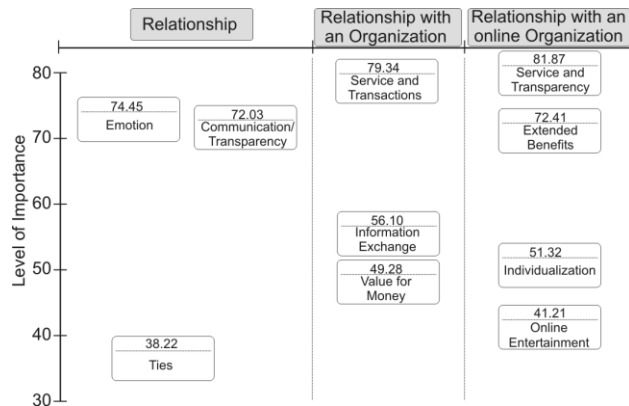 Relationship
Relationship with
an Organization
Relationship with an
online Organization
Level of Importance
80
70
60
50
40
30
74.45
Emotion
72.03
Communication/
Transparency
38.22
Ties
79.34
Service and
Transactions
56.10
Information
Exchange
49.28
Value for
Money
81.87
Service and
Transparency
72.41
Extended
Benefits
51.32
Individualization
41.21
Online
Entertainment